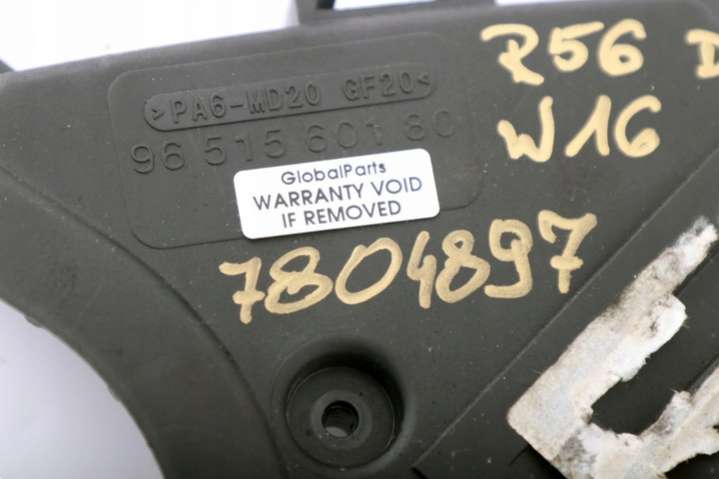 >PA6-MD20 GF20<
96 515 601 80
GlobalParts
WARRANTY VOID
IF REMOVED
R56 D
W16
7804897